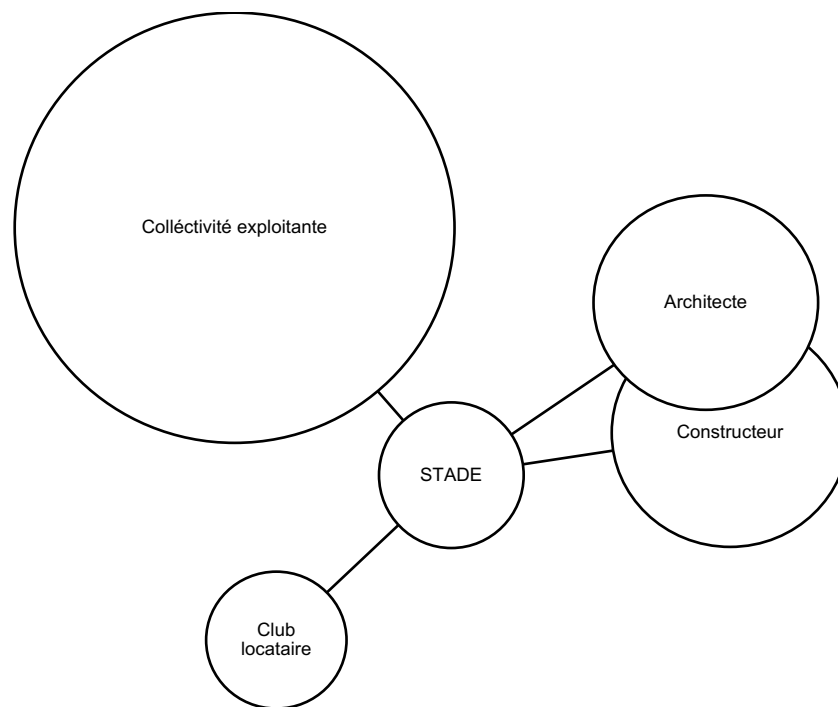 Colléctivité exploitante
Architecte
Constructeur
STADE
Club
locataire